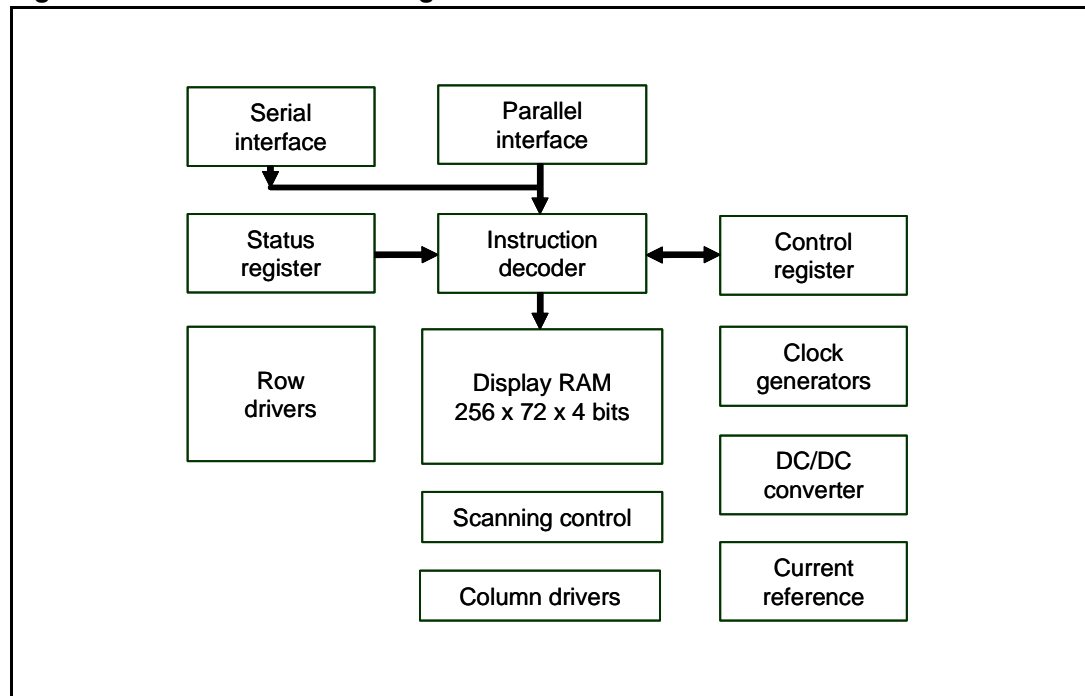 Serial
interface
Parallel
interface
Status
register
Instruction
decoder
Control
register
Row
drivers
Display RAM
256 x 72 x 4 bits
Clock
generators
DC/DC
converter
Scanning control
Current
reference
Column drivers